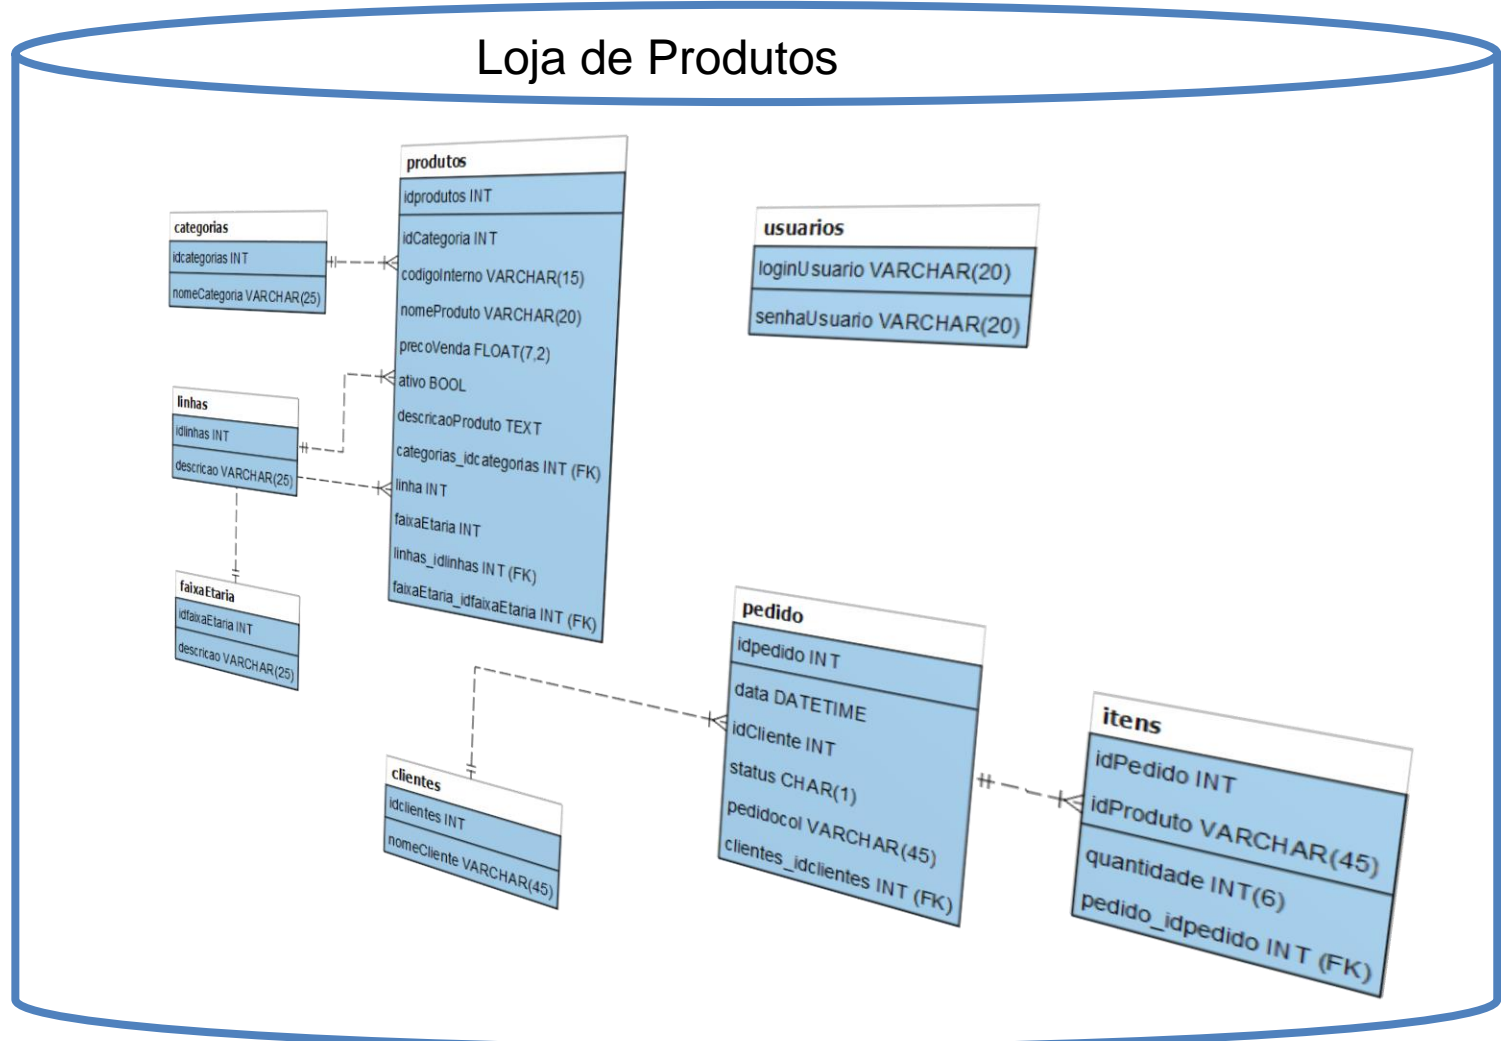 Loja de Produtos
produtos
idprodutos INT
idCategoria INT
codigoInterno VARCHAR(15)
nomeProduto VARCHAR(20)
precoVenda FLOAT(7,2)
ativo BOOL
descricaoProduto TEXT
categorias_idcategorias INT (FK)
linha INT
faixaEtaria INT
linhas_idlinhas INT (FK)
faixaEtaria_idfaixaEtaria INT (FK)
categorias
idcategorias INT
nomeCategoria VARCHAR(25)
usuarios
loginUsuario VARCHAR(20)
senhaUsuario VARCHAR(20)
linhas
idlinhas INT
descricao VARCHAR(25)
faixaEtaria
idfaixaEtaria INT
descricao VARCHAR(25)
clientes
idclientes INT
nomeCliente VARCHAR(45)
pedido
idpedido INT
data DATETIME
idCliente INT
status CHAR(1)
pedidocol VARCHAR(45)
clientes_idclientes INT (FK)
itens
idPedido INT
idProduto VARCHAR(45)
quantidade INT(6)
pedido_idpedido INT (FK)